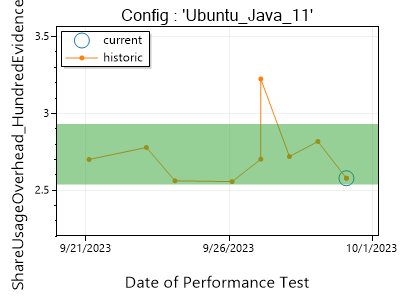 Config : 'Ubuntu_Java_11'
ShareUsageOverhead_HundredEvidence
current
historic
3.5
3
2.5
9/21/2023
9/26/2023
10/1/2023
Date of Performance Test